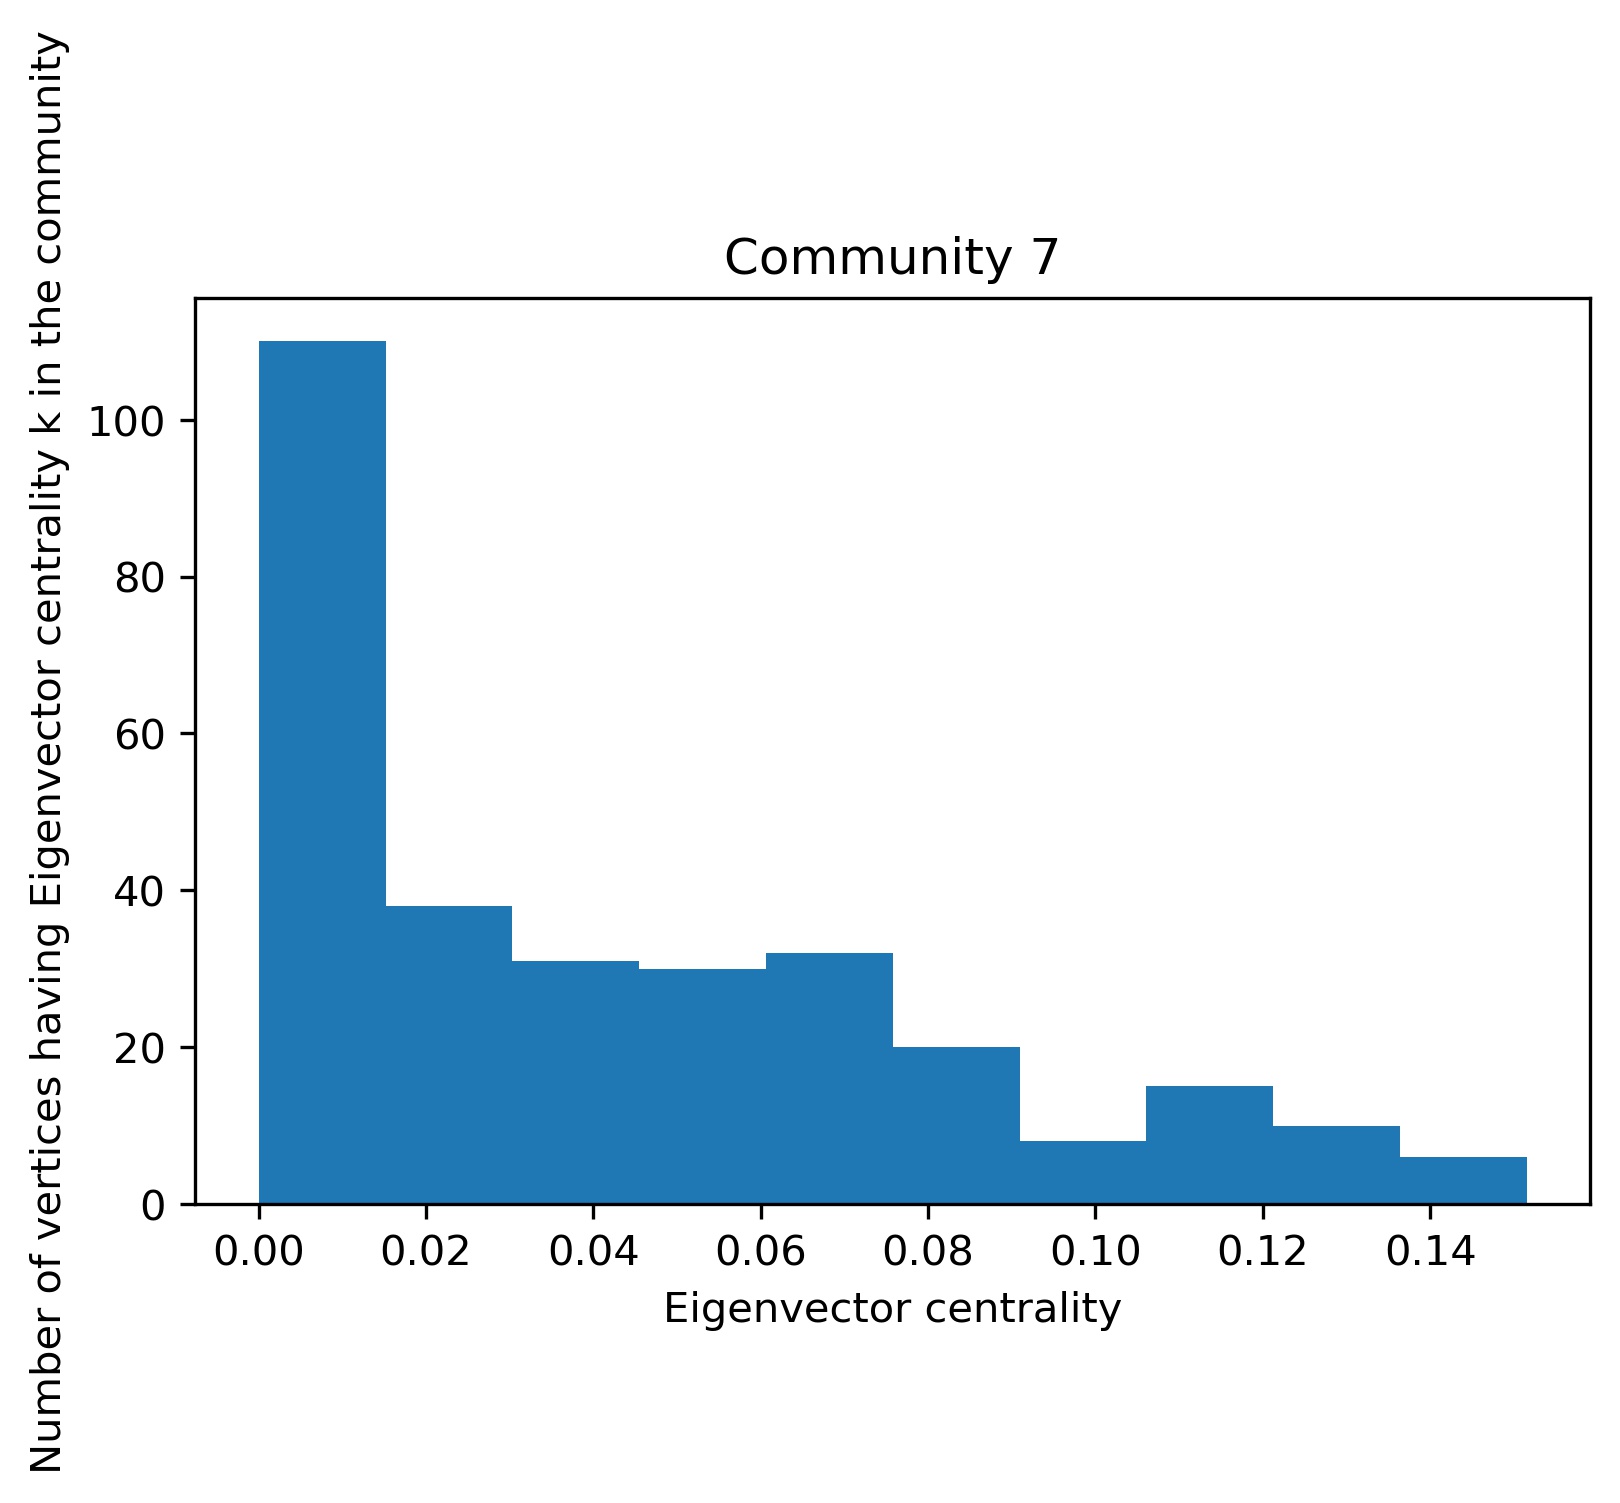 Community 7
Number of vertices having Eigenvector centrality k in the community
100
80
60
40
20
0
0.00 0.02 0.04 0.06 0.08 0.10 0.12 0.14
Eigenvector centrality